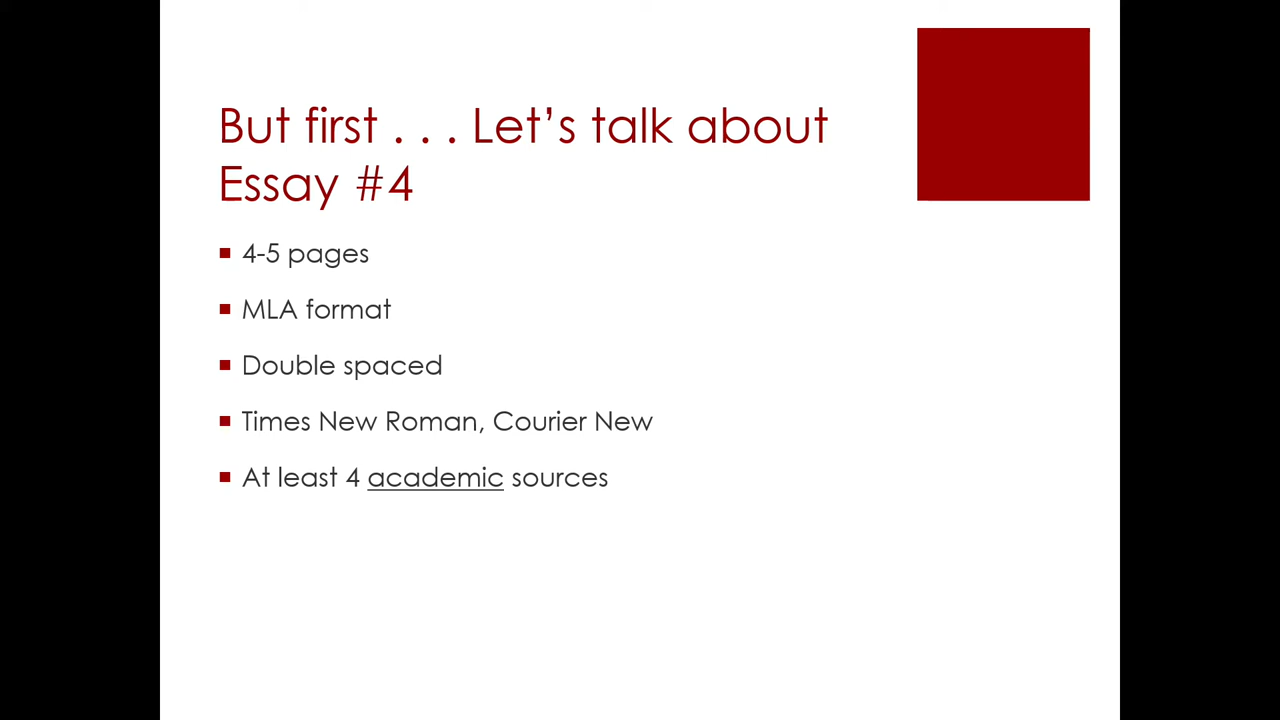 But first . . . Let’s talk about
Essay #4
4-5 pages
MLA format
Double spaced
Times New Roman, Courier New
At least 4 academic sources